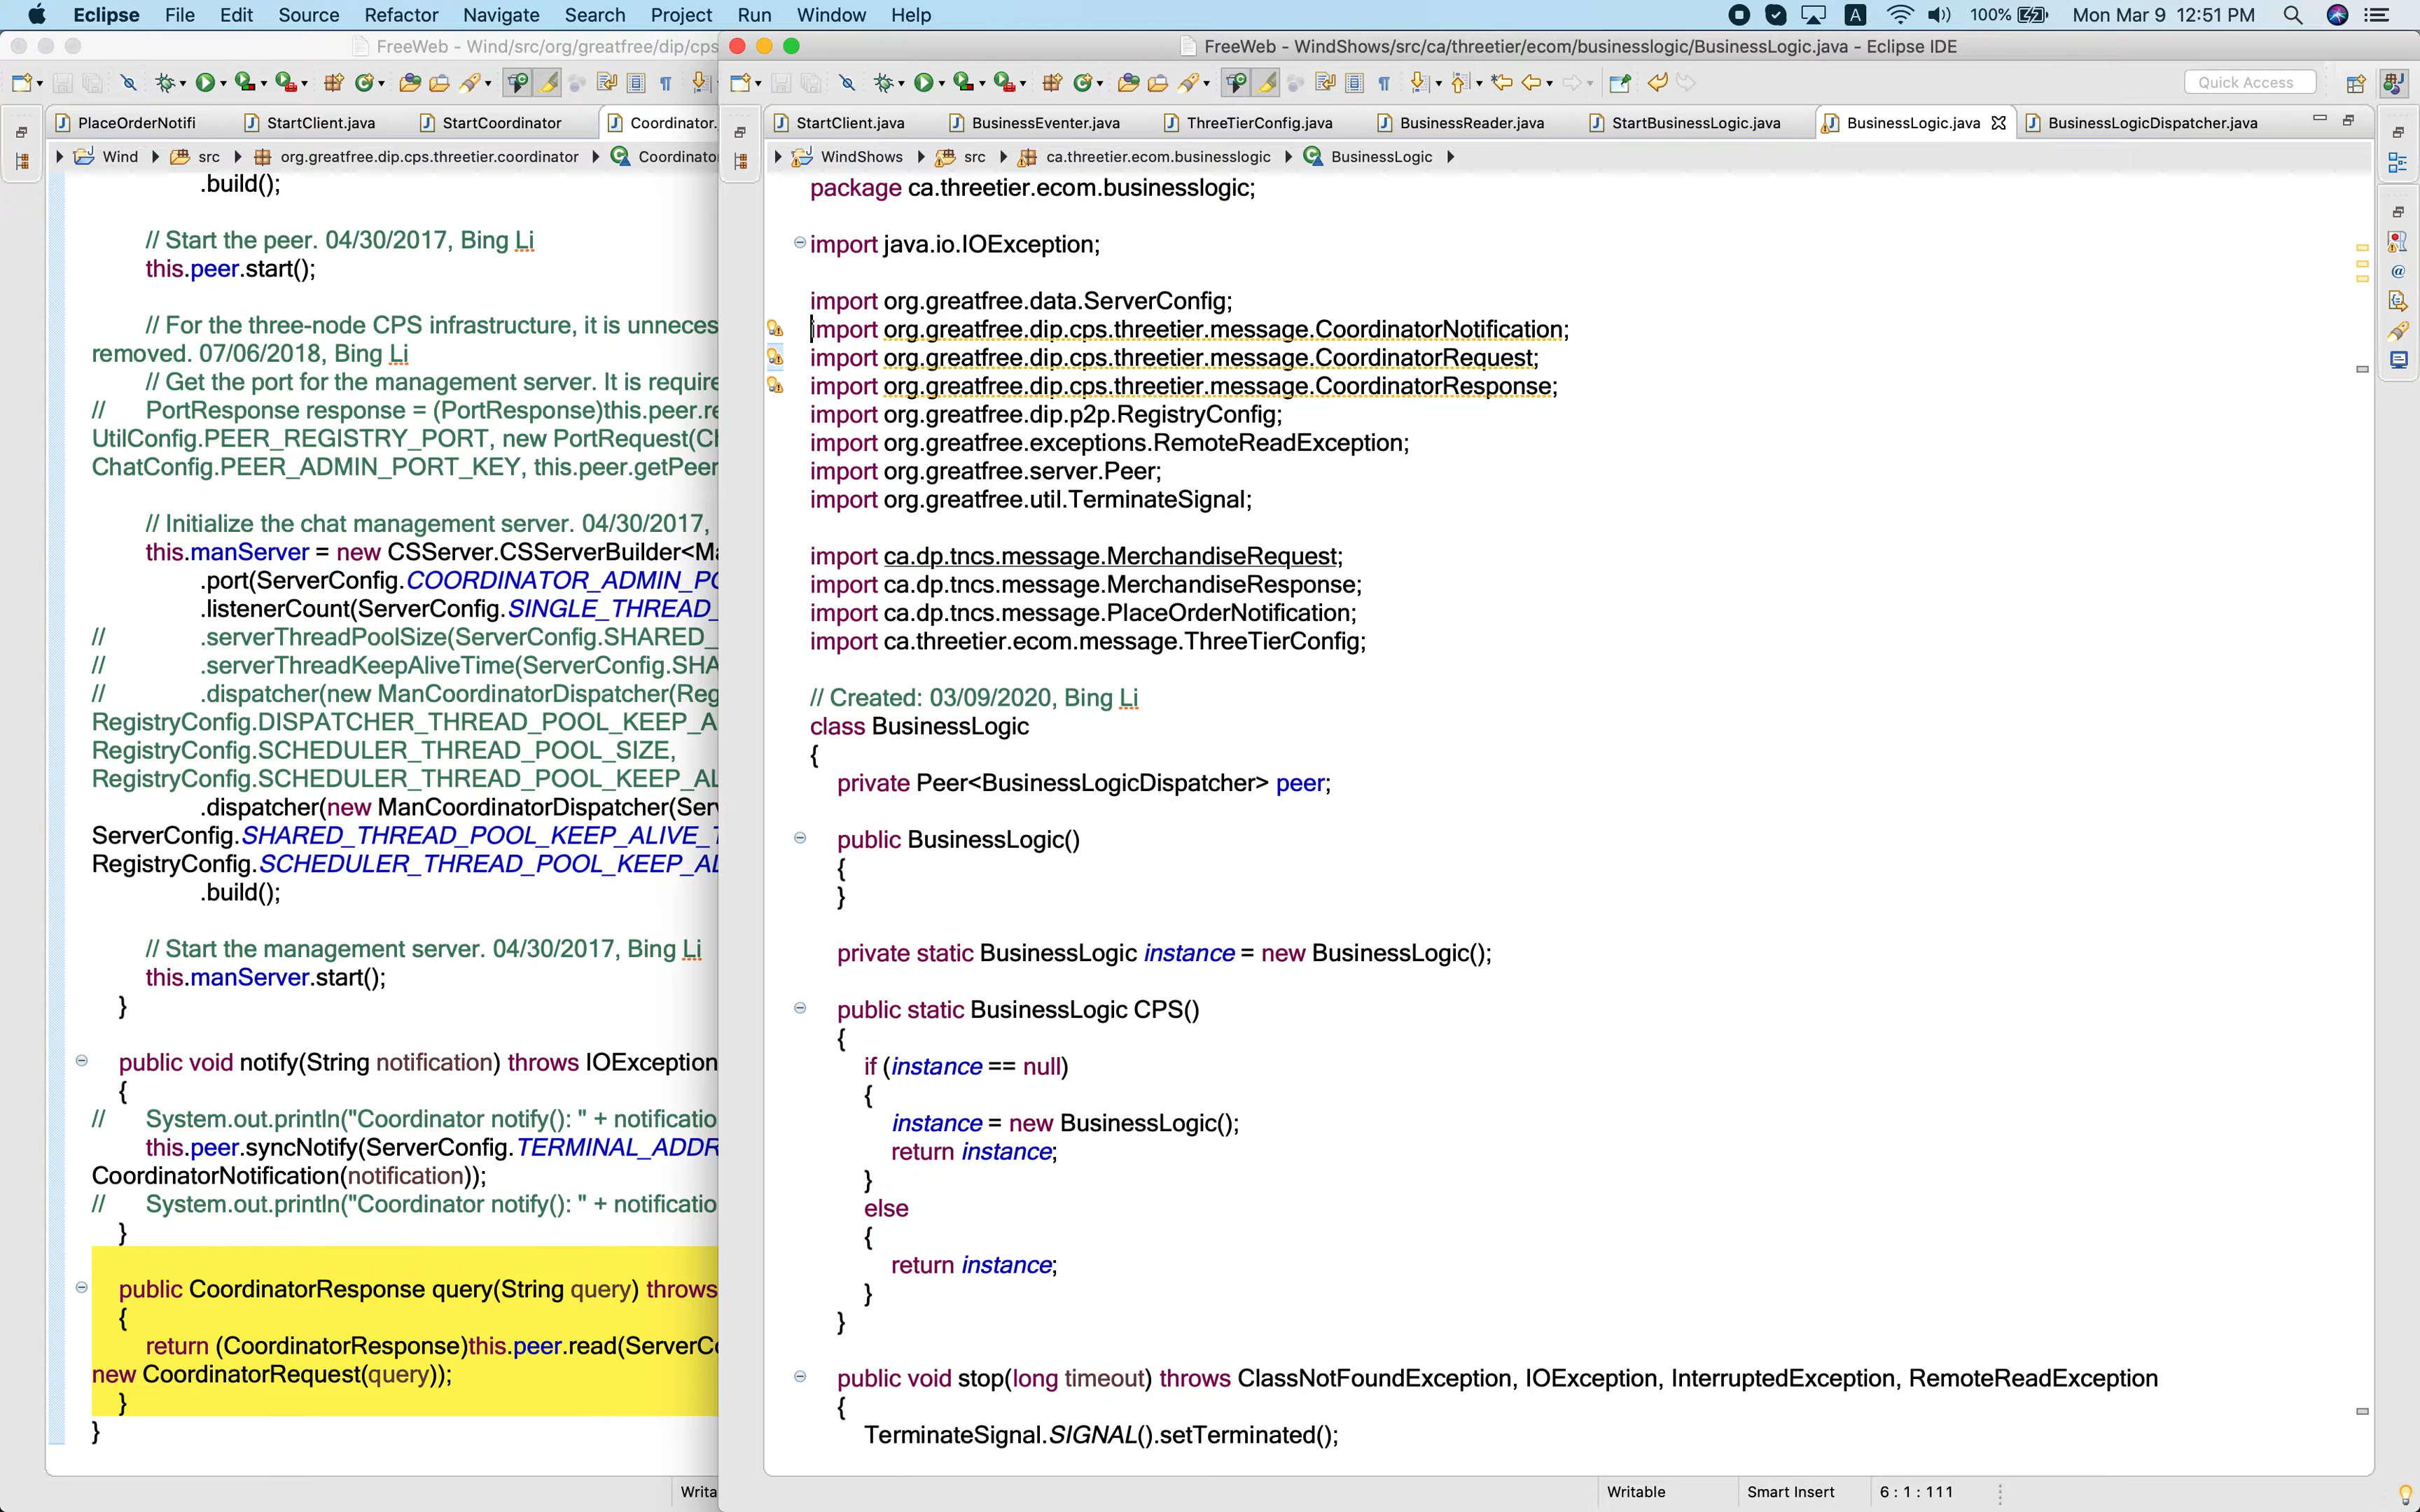 Eclipse File Edit Source Refactor Navigate Search Project Run Window Help
A 100% Mon Mar 9 12:51 PM
FreeWeb - Wind/src/org/greatfree/dip/cps
FreeWeb - WindShows/src/ca/threetier/ecom/businesslogic/BusinessLogic.java - Eclipse IDE
Quick Access
PlaceOrderNotifi StartClient.java StartCoordinator Coordinator.
Wind src org.greatfree.dip.cps.threetier.coordinator Coordinato
.build();
// Start the peer. 04/30/2017, Bing Li
this.peer.start();
// For the three-node CPS infrastructure, it is unneces
removed. 07/06/2018, Bing Li
// Get the port for the management server. It is require
// PortResponse response = (PortResponse)this.peer.re
UtilConfig.PEER_REGISTRY_PORT, new PortRequest(Cl
ChatConfig.PEER_ADMIN_PORT_KEY, this.peer.getPeer
// Initialize the chat management server. 04/30/2017,
this.manServer = new CSServer.CSServerBuilder<Ma
.port(ServerConfig.COORDINATOR_ADMIN_PO
.listenerCount(ServerConfig.SINGLE_THREAD_
// .serverThreadPoolSize(ServerConfig.SHARED_
// .serverThreadKeepAliveTime(ServerConfig.SHA
// .dispatcher(new ManCoordinatorDispatcher(Reg
RegistryConfig.DISPATCHER_THREAD_POOL_KEEP_A
RegistryConfig.SCHEDULER_THREAD_POOL_SIZE,
RegistryConfig.SCHEDULER_THREAD_POOL_KEEP_AL
.dispatcher(new ManCoordinatorDispatcher(Serv
ServerConfig.SHARED_THREAD_POOL_KEEP_ALIVE_T
RegistryConfig.SCHEDULER_THREAD_POOL_KEEP_AL
.build();
// Start the management server. 04/30/2017, Bing Li
this.manServer.start();
}
public void notify(String notification) throws IOException
{
// System.out.println("Coordinator notify(): " + notificatio
this.peer.syncNotify(ServerConfig.TERMINAL_ADDR
CoordinatorNotification(notification));
// System.out.println("Coordinator notify(): " + notificatio
}
public CoordinatorResponse query(String query) throws
{
return (CoordinatorResponse)this.peer.read(ServerCo
new CoordinatorRequest(query));
}
}
Writa
StartClient.java BusinessEventer.java ThreeTierConfig.java BusinessReader.java StartBusinessLogic.java BusinessLogic.java BusinessLogicDispatcher.java
WindShows src ca.threetier.ecom.businesslogic BusinessLogic
package ca.threetier.ecom.businesslogic;
import java.io.IOException;
import org.greatfree.data.ServerConfig;
import org.greatfree.dip.cps.threetier.message.CoordinatorNotification;
import org.greatfree.dip.cps.threetier.message.CoordinatorRequest;
import org.greatfree.dip.cps.threetier.message.CoordinatorResponse;
import org.greatfree.dip.p2p.RegistryConfig;
import org.greatfree.exceptions.RemoteReadException;
import org.greatfree.server.Peer;
import org.greatfree.util.TerminateSignal;
import ca.dp.tncs.message.MerchandiseRequest;
import ca.dp.tncs.message.MerchandiseResponse;
import ca.dp.tncs.message.PlaceOrderNotification;
import ca.threetier.ecom.message.ThreeTierConfig;
// Created: 03/09/2020, Bing Li
class BusinessLogic
{
private Peer<BusinessLogicDispatcher> peer;
public BusinessLogic()
{
}
private static BusinessLogic instance = new BusinessLogic();
public static BusinessLogic CPS()
{
if (instance == null)
{
instance = new BusinessLogic();
return instance;
}
else
{
return instance;
}
}
public void stop(long timeout) throws ClassNotFoundException, IOException, InterruptedException, RemoteReadException
{
TerminateSignal.SIGNAL().setTerminated();
Writable Smart Insert 6 : 1 : 111